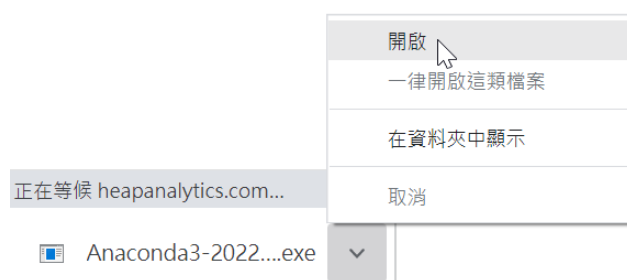 開啟
一律開啟這類檔案
在資料夾中顯示
取消
正在等候 heapanalytics.com...
Anaconda3-2022....exe